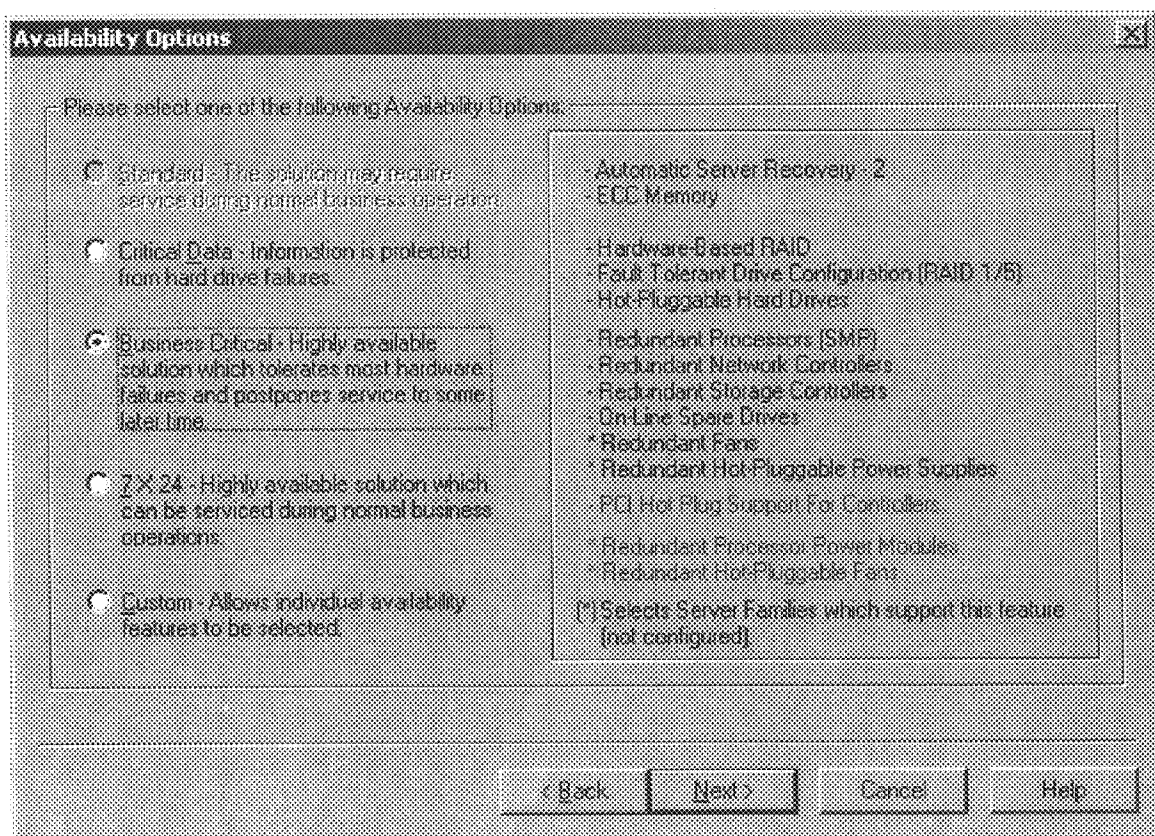 Availability Options
Please select one of the following Availability Options:
Standard - The solution may require
service during normal business operation.
Critical Data - Information is protected
from hard drive failures.
Business Critical - Highly available
solution which tolerates most hardware
failures and postpones service to some
later time.
7 X 24 - Highly available solution which
can be serviced during normal business
operations.
Custom - Allows individual availability
features to be selected.
- Automatic Server Recovery - 2
- ECC Memory
- Hardware-Based RAID
- Fault Tolerant Drive Configuration (RAID 1/5)
- Hot-Pluggable Hard Drives
- Redundant Processors (SMP)
- Redundant Network Controllers
- Redundant Storage Controllers
- On-Line Spare Drives
* Redundant Fans
* Redundant Hot-Pluggable Power Supplies
- PCI Hot Plug Support For Controllers
* Redundant Processor Power Modules
* Redundant Hot-Pluggable Fans
(*) Selects Server Families which support this feature
(not configured).
< Back
Next >
Cancel
Help